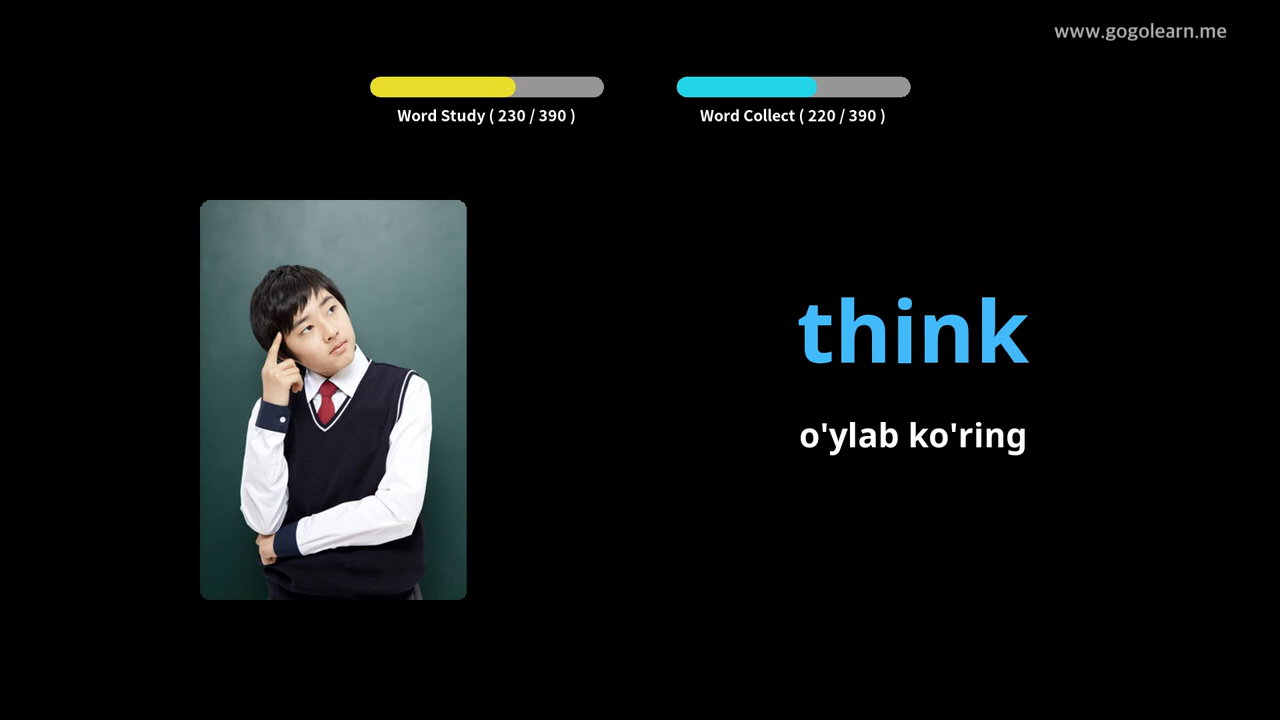 www.gogolearn.me
Word Study ( 230 / 390 )
Word Collect ( 220 / 390 )
think
o'ylab ko'ring